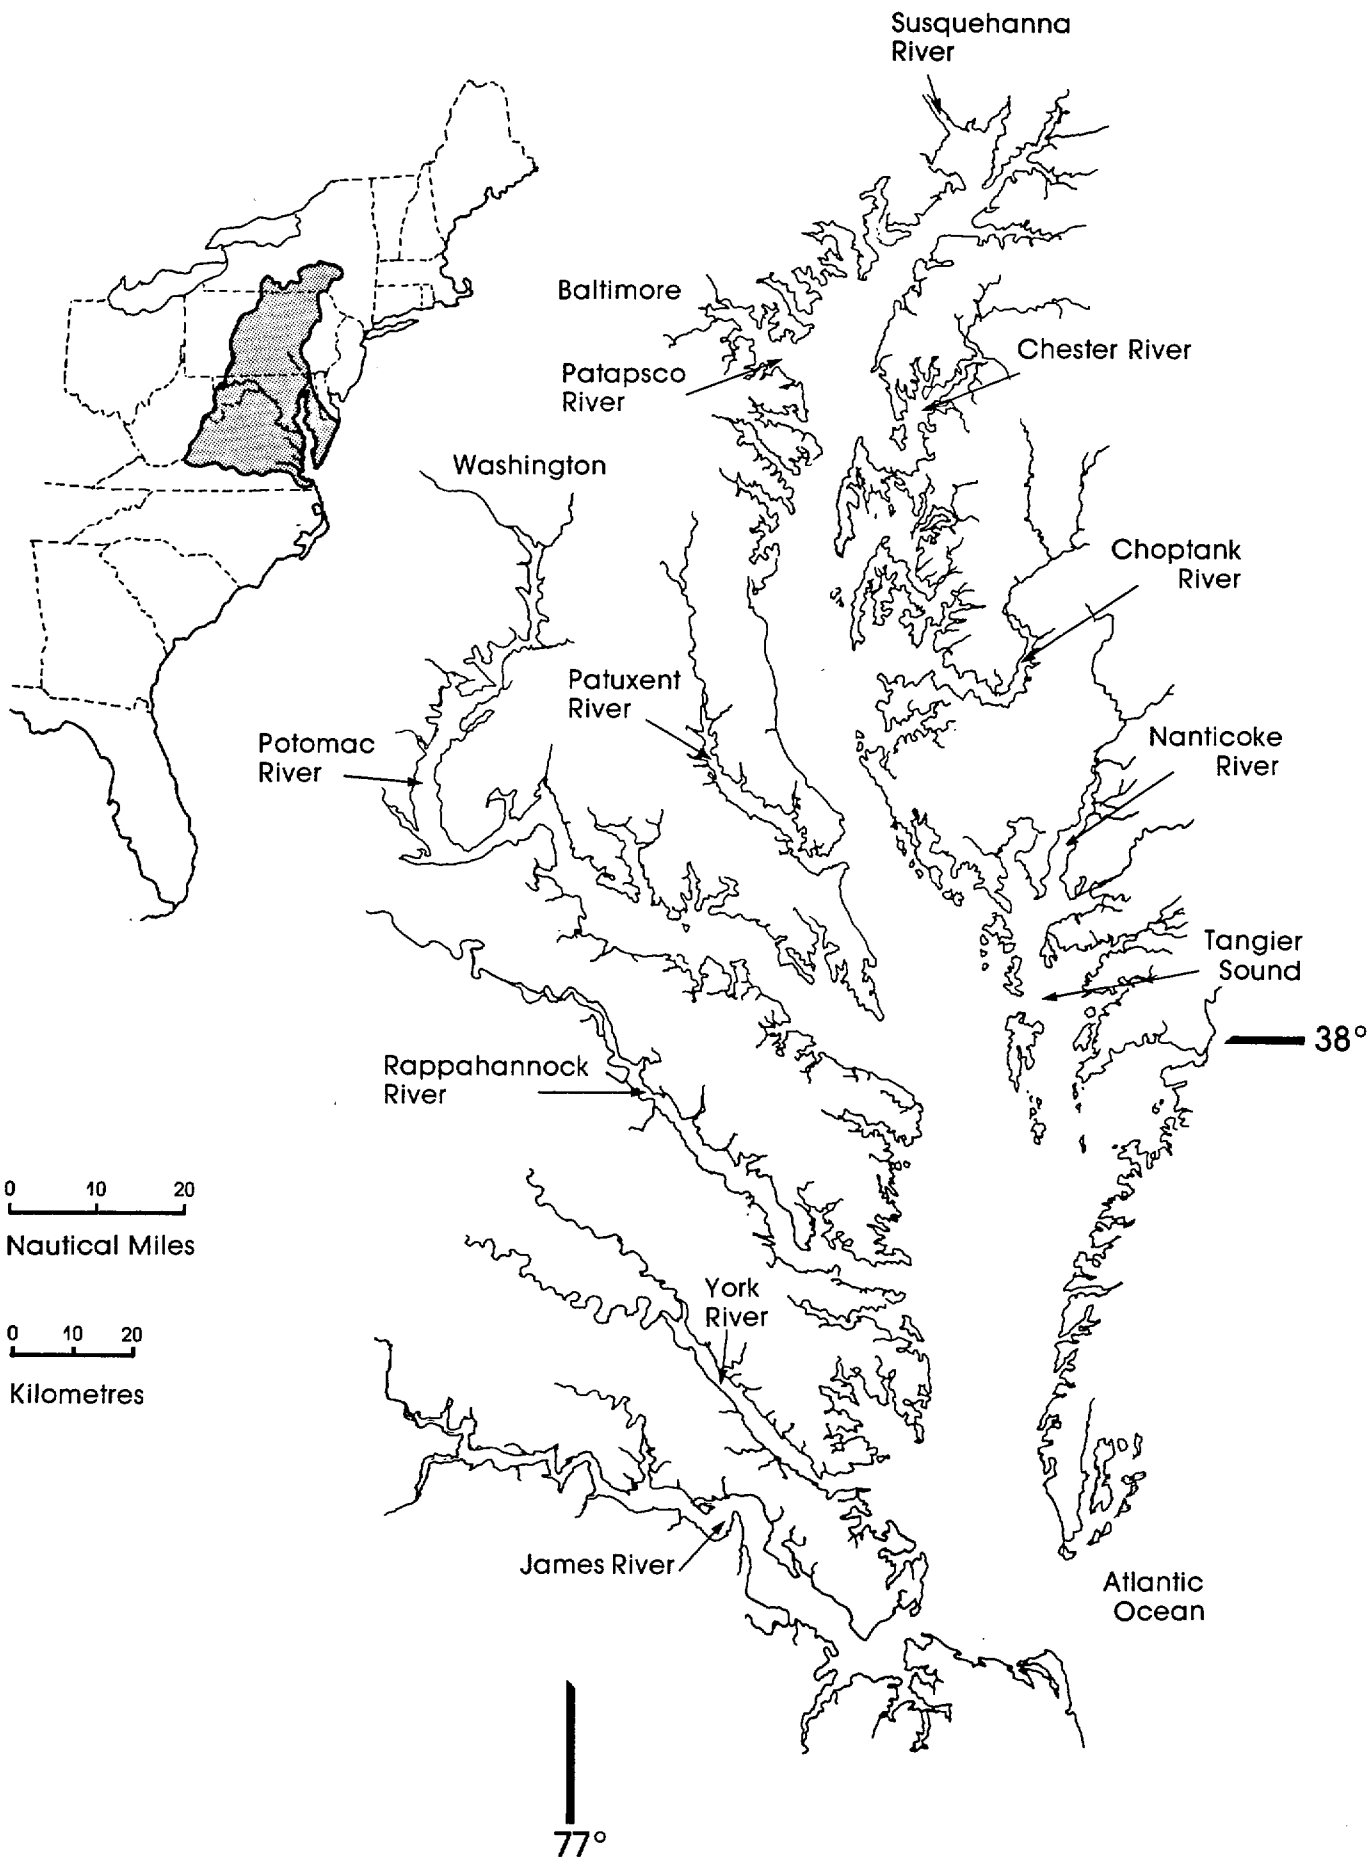 Susquehanna
River
Baltimore
Chester River
Patapsco
River
Washington
Choptank
River
Patuxent
River
Nanticoke
River
Potomac
River
Tangier
Sound
38°
Rappahannock
River
0 10 20
Nautical Miles
York
River
0 10 20
Kilometres
James River
Atlantic
Ocean
77°